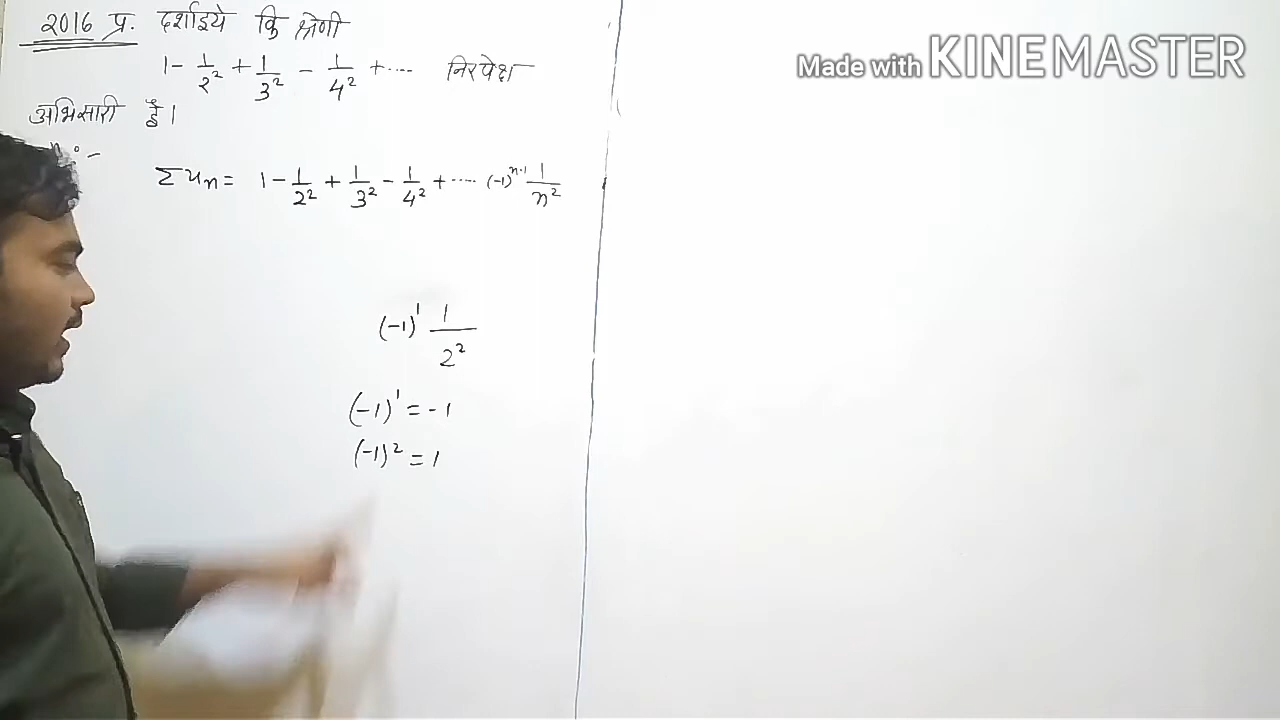 2016 प्र. दर्शाइये कि श्रेणी
1 - 1/2² + 1/3² - 1/4² + .... निरपेक्ष
अभिसारी है।
Σuₙ = 1 - 1/2² + 1/3² - 1/4² + ..... (-1)ⁿ⁻¹ 1/n²
(-1)¹ 1/2²
(-1)¹ = -1
(-1)² = 1
Made with KINEMASTER